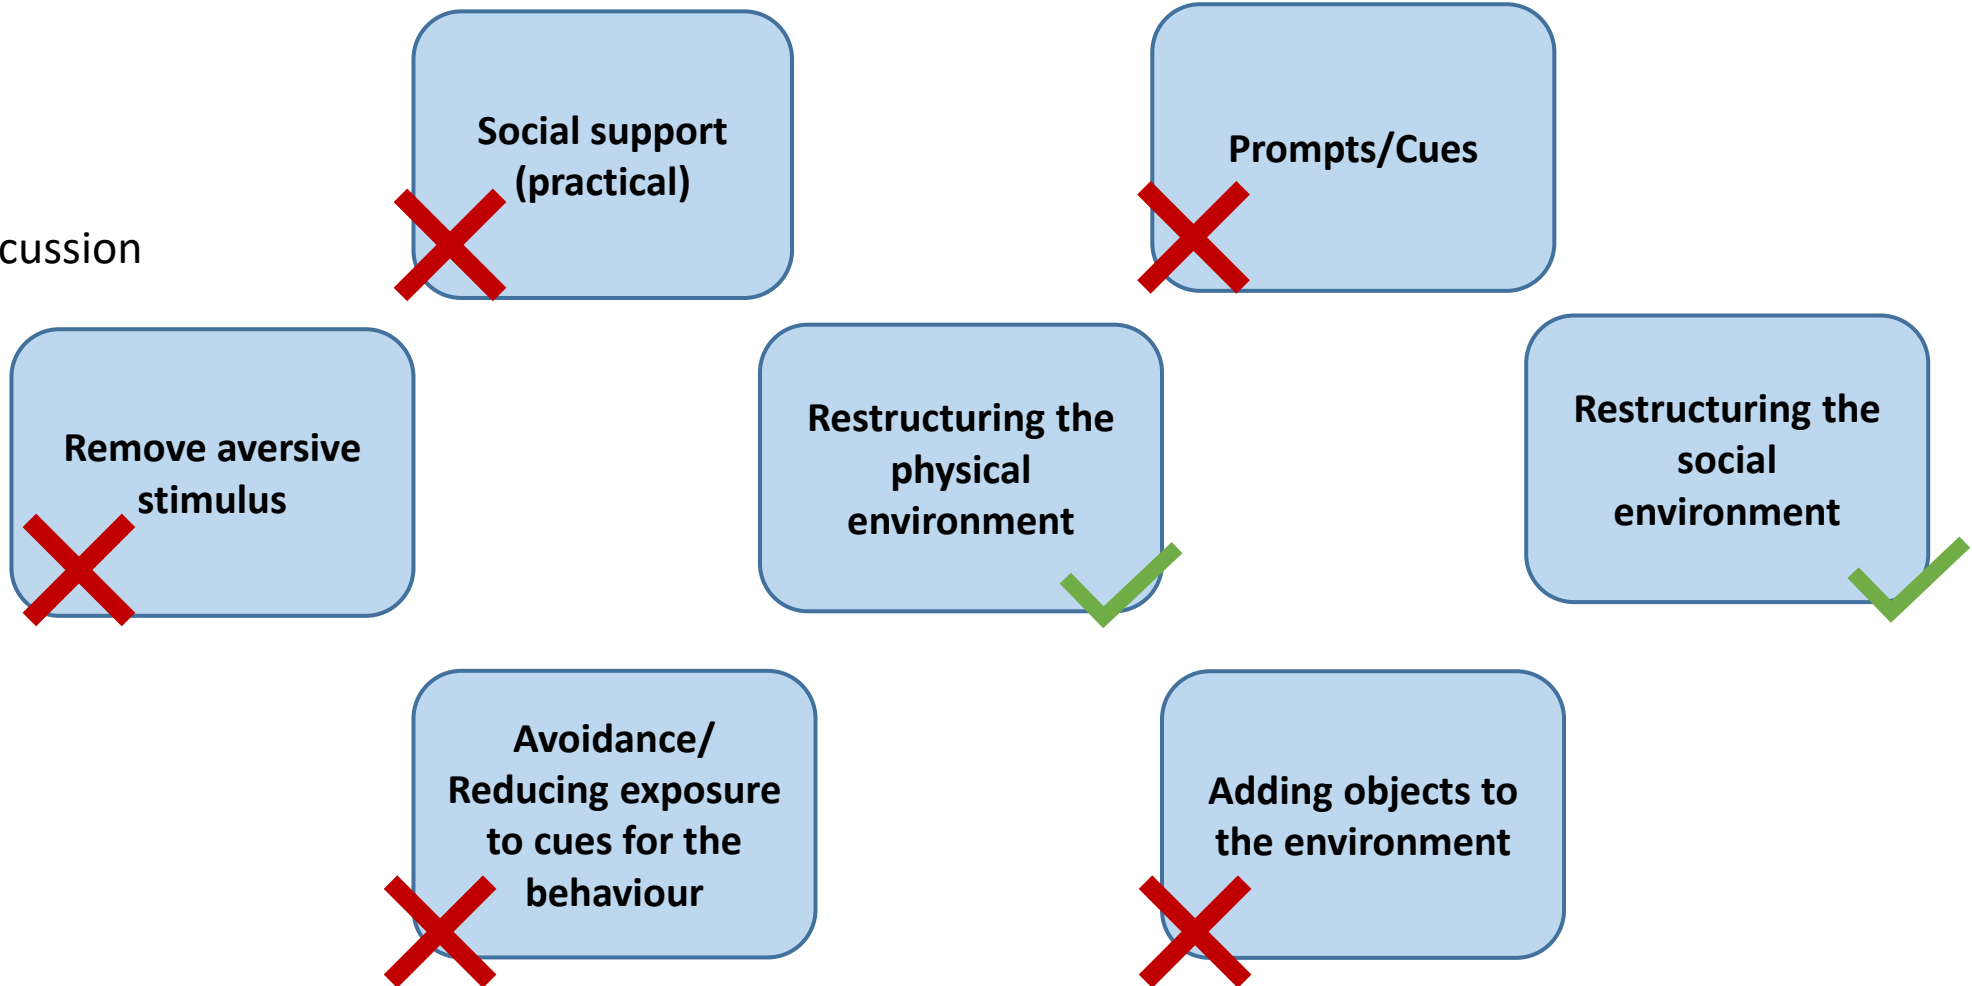 Social support
(practical)
Prompts/Cues
cussion
Remove aversive
stimulus
Restructuring the
physical
environment
Restructuring the
social
environment
Avoidance/
Reducing exposure
to cues for the
behaviour
Adding objects to
the environment